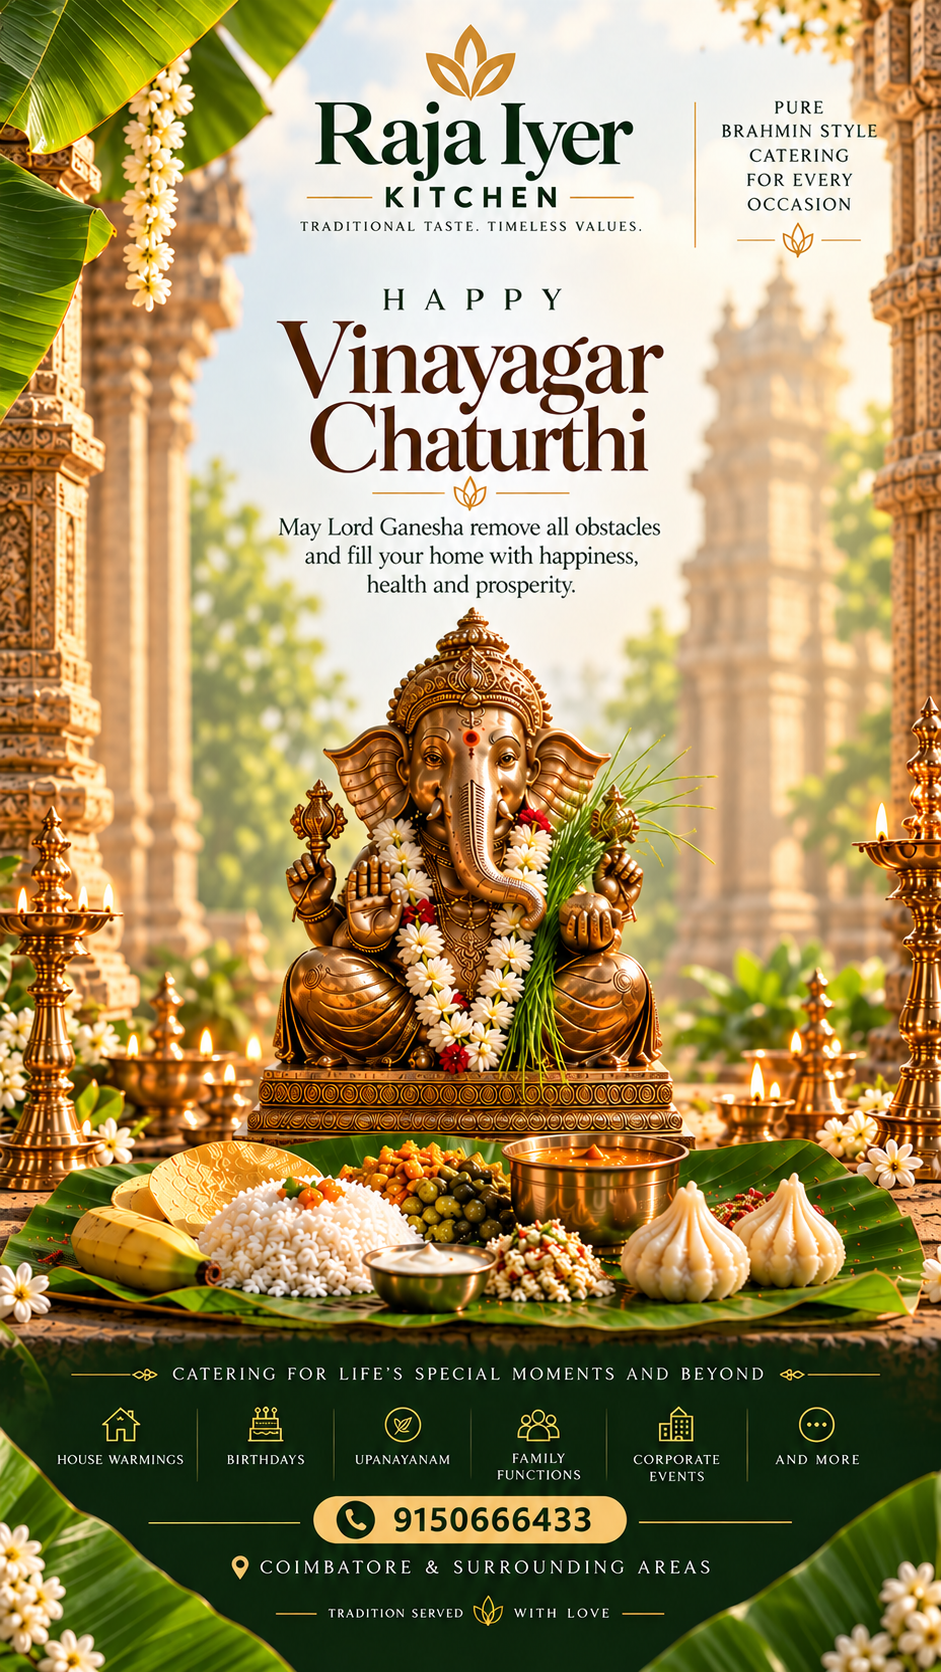 Raja Iyer
KITCHEN
TRADITIONAL TASTE. TIMELESS VALUES.
PURE
BRAHMIN STYLE
CATERING
FOR EVERY
OCCASION
HAPPY
Vinayagar
Chaturthi
May Lord Ganesha remove all obstacles
and fill your home with happiness,
health and prosperity.
CATERING FOR LIFE'S SPECIAL MOMENTS AND BEYOND
HOUSE WARMINGS
BIRTHDAYS
UPANAYANAM
FAMILY
FUNCTIONS
CORPORATE
EVENTS
AND MORE
9150666433
COIMBATORE & SURROUNDING AREAS
TRADITION SERVED WITH LOVE